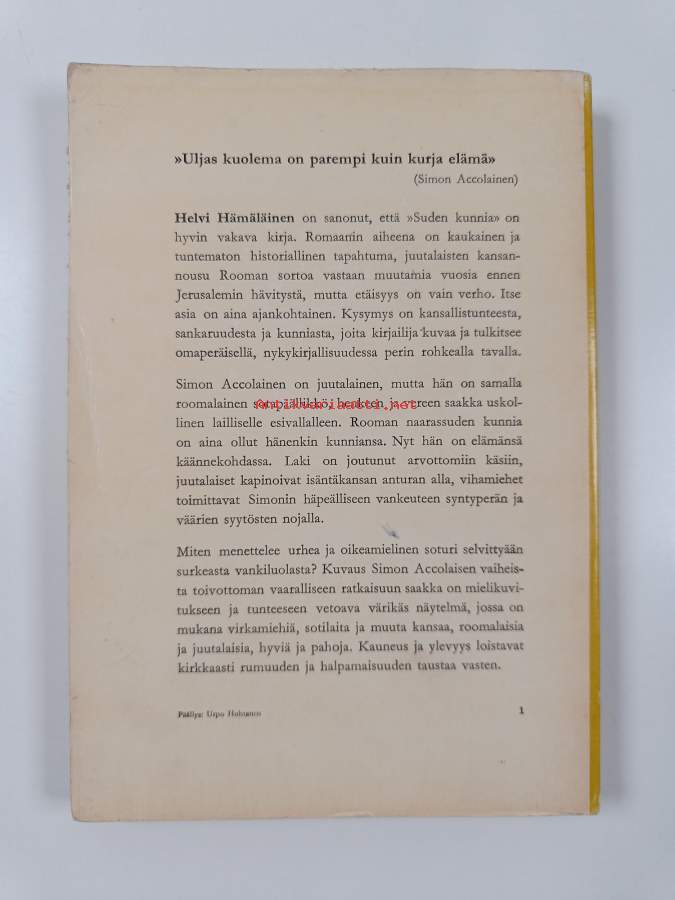 »Uljas kuolema on parempi kuin kurja elämä»
(Simon Accolainen)
Helvi Hämäläinen on sanonut, että »Suden kunnia» on
hyvin vakava kirja. Romaanin aiheena on kaukainen ja
tuntematon historiallinen tapahtuma, juutalaisten kansan-
nousu Rooman sortoa vastaan muutamia vuosia ennen
Jerusalemin hävitystä, mutta etäisyys on vain verho. Itse
asia on aina ajankohtainen. Kysymys on kansallistunteesta,
sankaruudesta ja kunniasta, joita kirjailija kuvaa ja tulkitsee
omaperäisellä, nykykirjallisuudessa perin rohkealla tavalla.
Simon Accolainen on juutalainen, mutta hän on samalla
roomalainen sotapäällikkö, henkeen ja vereen saakka uskol-
Antikvariaatti.net
linen lailliselle esivallalleen. Rooman naarassuden kunnia
on aina ollut hänenkin kunniansa. Nyt hän on elämänsä
käännekohdassa. Laki on joutunut arvottomiin käsiin,
juutalaiset kapinoivat isäntäkansan anturan alla, vihamiehet
toimittavat Simonin häpeälliseen vankeuteen syntyperän ja
väärien syytösten nojalla.
Miten menettelee urhea ja oikeamielinen soturi selvittyään
surkeasta vankiluolasta? Kuvaus Simon Accolaisen vaiheis-
ta toivottoman vaaralliseen ratkaisuun saakka on mielikuvi-
tukseen ja tunteeseen vetoava värikäs näytelmä, jossa on
mukana virkamiehiä, sotilaita ja muuta kansaa, roomalaisia
ja juutalaisia, hyviä ja pahoja. Kauneus ja ylevyys loistavat
kirkkaasti rumuuden ja halpamaisuuden taustaa vasten.
Päällys: Urpo Huhtanen 1